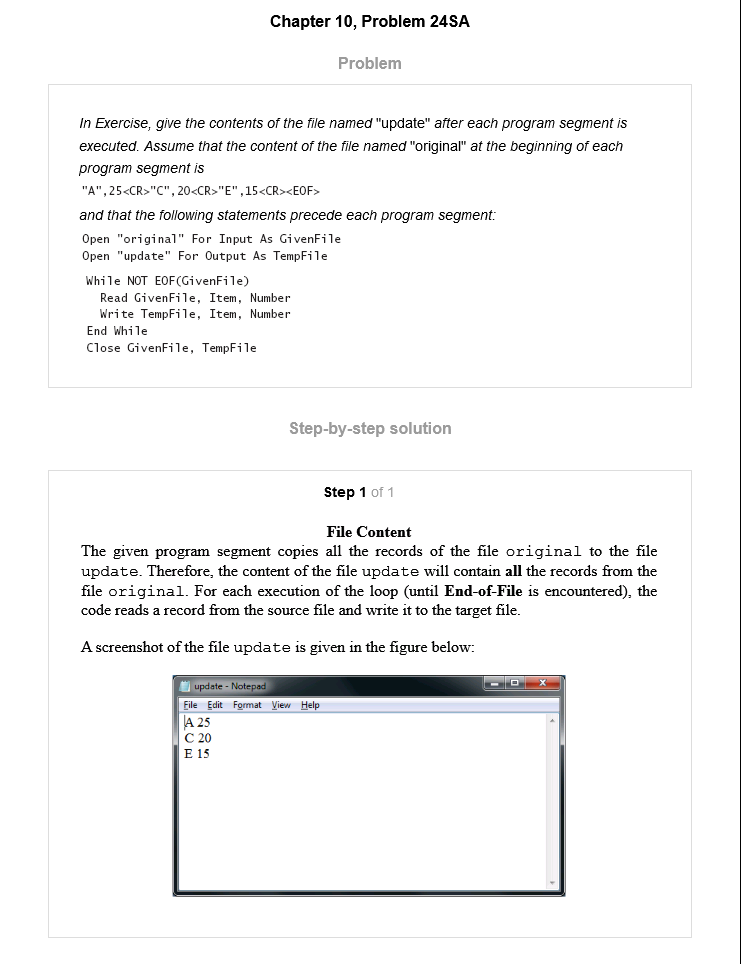 Chapter 10, Problem 24SA
Problem
In Exercise, give the contents of the file named "update" after each program segment is
executed. Assume that the content of the file named "original" at the beginning of each
program segment is
"A",25<CR>"C",20<CR>"E",15<CR><EOF>
and that the following statements precede each program segment:
Open "original" For Input As GivenFile
Open "update" For Output As TempFile
While NOT EOF(GivenFile)
Read GivenFile, Item, Number
Write TempFile, Item, Number
End While
Close GivenFile, TempFile
Step-by-step solution
Step 1 of 1
File Content
The given program segment copies all the records of the file original to the file
update. Therefore, the content of the file update will contain all the records from the
file original. For each execution of the loop (until End-of-File is encountered), the
code reads a record from the source file and write it to the target file.
A screenshot of the file update is given in the figure below:
update - Notepad
File Edit Format View Help
A 25
C 20
E 15